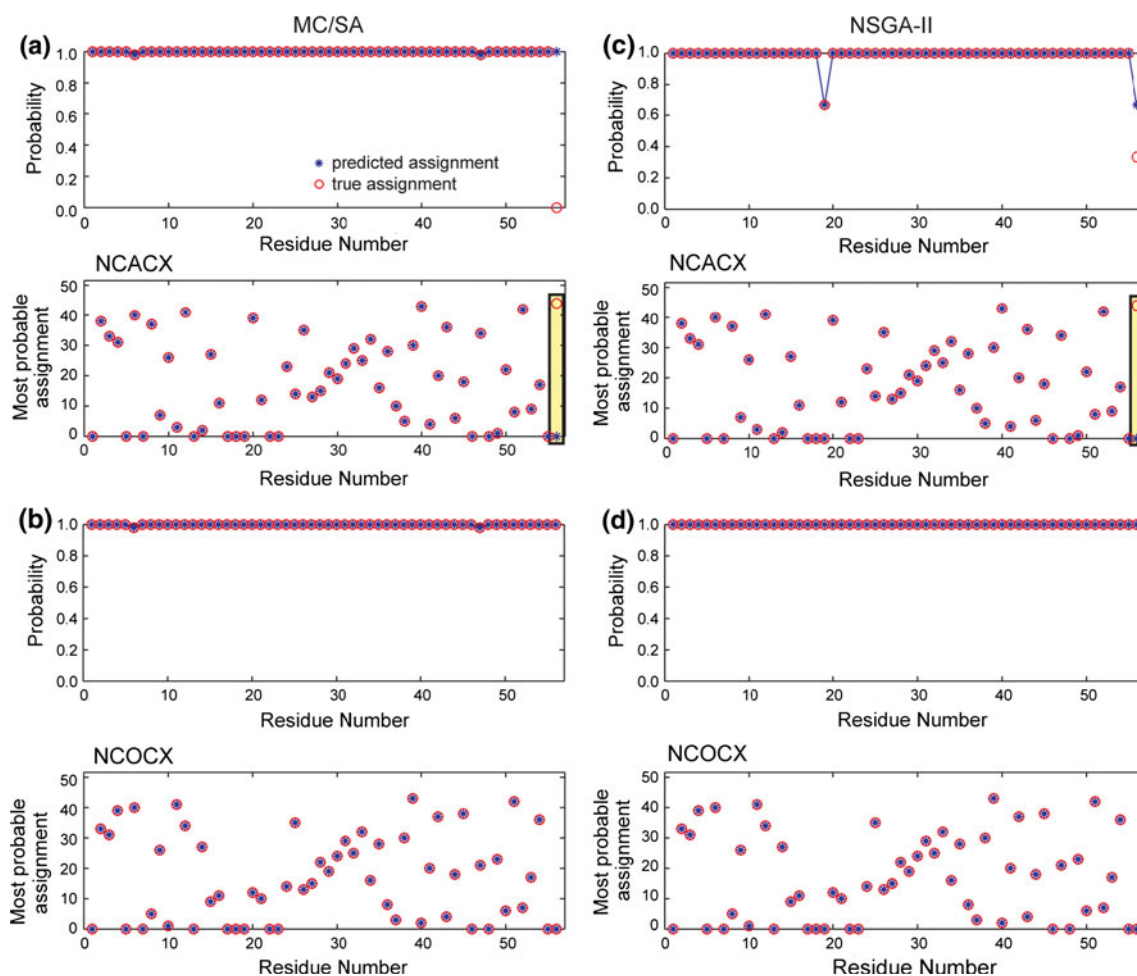 MC/SA
NSGA-II
(a)
1.0
0.8
0.6
0.4
0.2
0.0
Probability
predicted assignment
true assignment
0 10 20 30 40 50
Residue Number
NCACX
50
40
30
20
10
0
Most probable
assignment
0 10 20 30 40 50
Residue Number
(b)
1.0
0.8
0.6
0.4
0.2
0.0
Probability
0 10 20 30 40 50
Residue Number
NCOCX
50
40
30
20
10
0
Most probable
assignment
0 10 20 30 40 50
Residue Number
(c)
1.0
0.8
0.6
0.4
0.2
0.0
Probability
0 10 20 30 40 50
Residue Number
NCACX
50
40
30
20
10
0
Most probable
assignment
0 10 20 30 40 50
Residue Number
(d)
1.0
0.8
0.6
0.4
0.2
0.0
Probability
0 10 20 30 40 50
Residue Number
NCOCX
50
40
30
20
10
0
Most probable
assignment
0 10 20 30 40 50
Residue Number